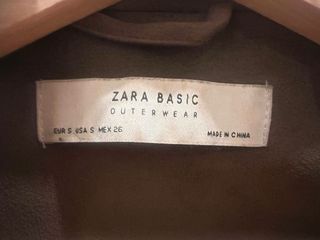 ZARA BASIC
OUTERWEAR
EUR S USA S MEX 26 MADE IN CHINA